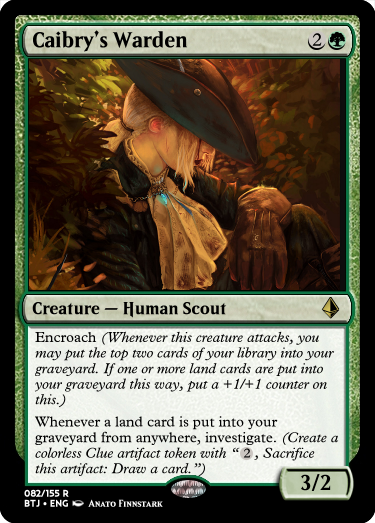 Caibry's Warden 2
Creature — Human Scout
Encroach (Whenever this creature attacks, you
may put the top two cards of your library into your
graveyard. If one or more land cards are put into
your graveyard this way, put a +1/+1 counter on
this.)
Whenever a land card is put into your
graveyard from anywhere, investigate. (Create a
colorless Clue artifact token with “2, Sacrifice
this artifact: Draw a card.”)
3/2
082/155 R
BTJ • ENG Anato Finnstark